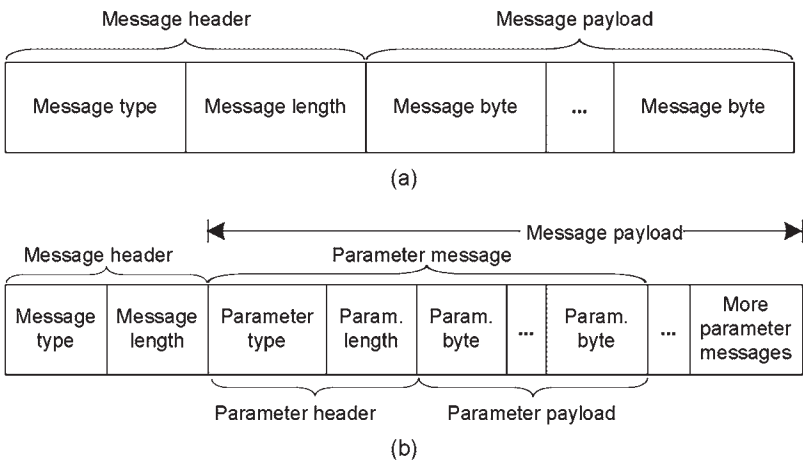 Message header Message payload
Message type Message length Message byte ... Message byte
(a)
Message payload
Message header Parameter message
Message type Message length Parameter type Param. length Param. byte ... Param. byte ... More parameter messages
Parameter header Parameter payload
(b)